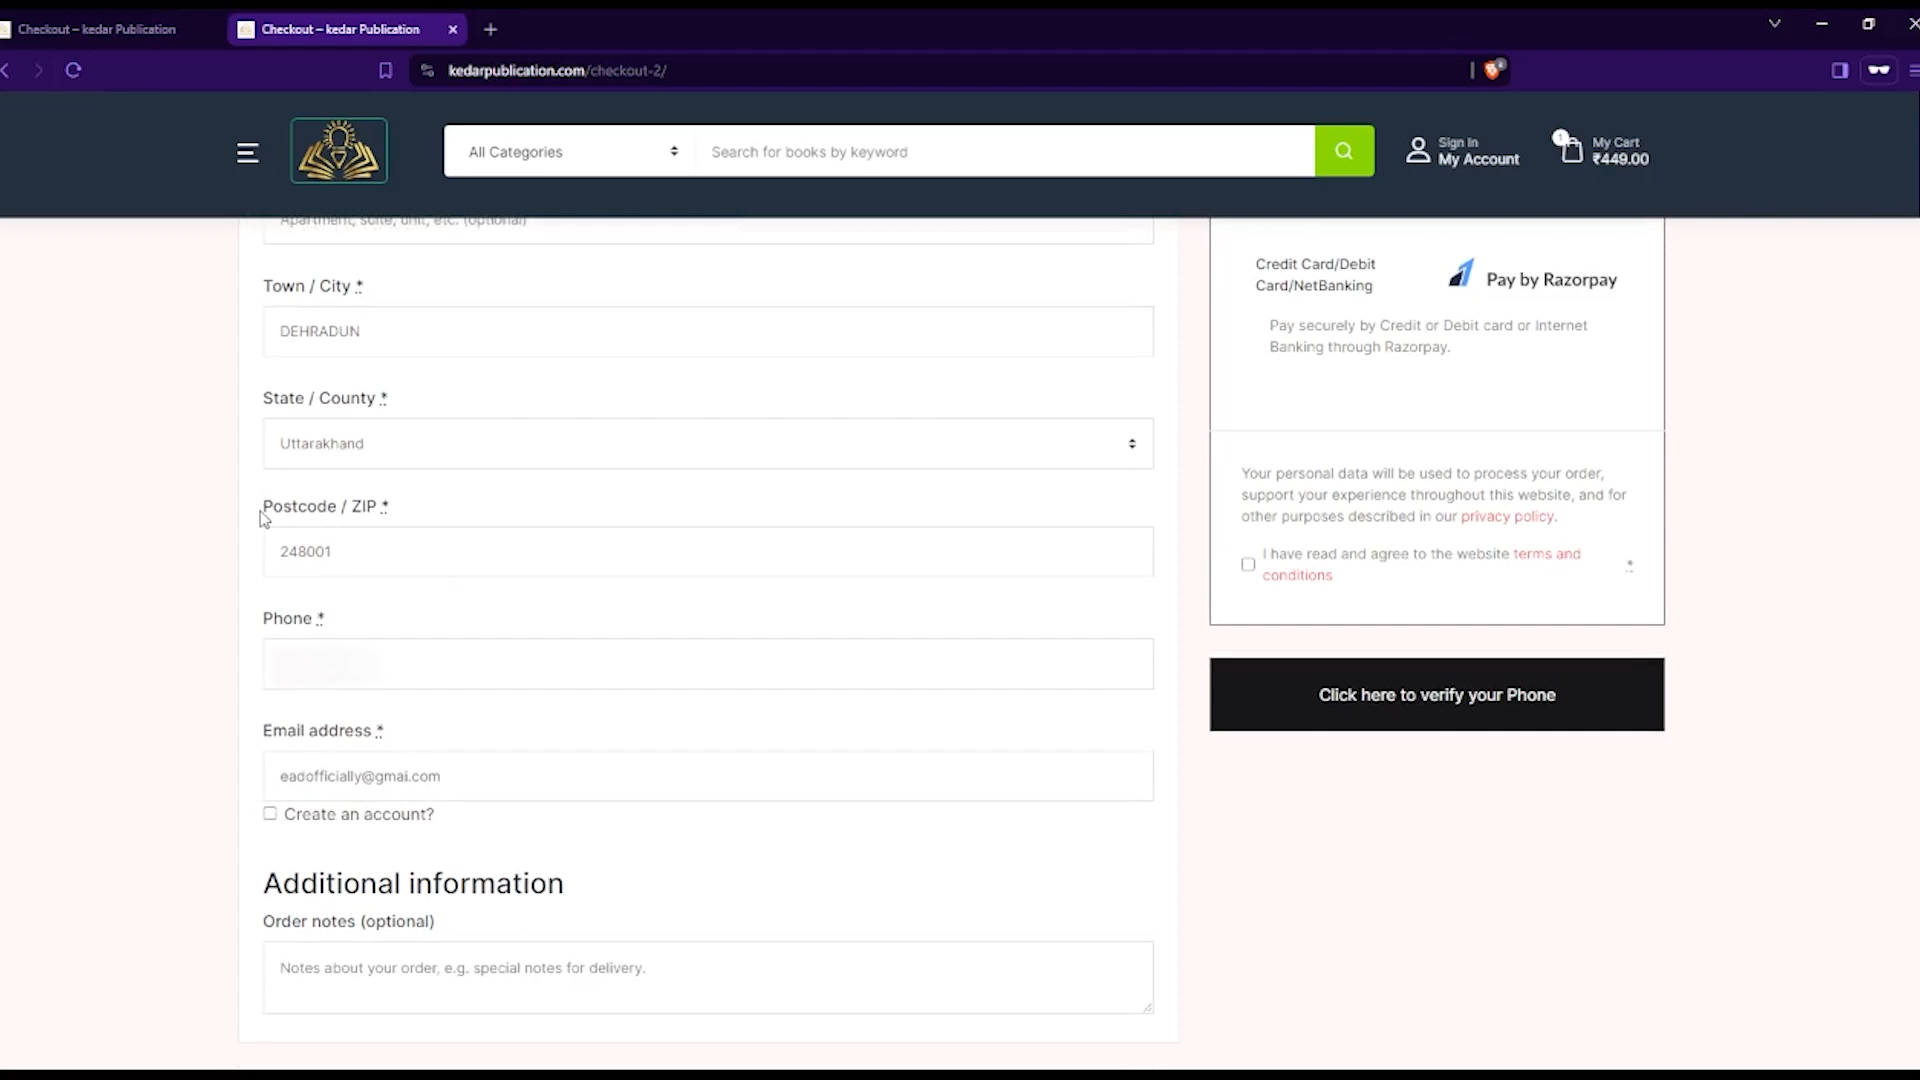 Checkout – kedar Publication
Checkout – kedar Publication
kedarpublication.com/checkout-2/
All Categories
Search for books by keyword
Sign In
My Account
1
My Cart
₹449.00
Apartment, suite, unit, etc. (optional)
Town / City *
DEHRADUN
State / County *
Uttarakhand
Postcode / ZIP *
248001
Phone *
Email address *
eadofficially@gmai.com
Create an account?
Additional information
Order notes (optional)
Notes about your order, e.g. special notes for delivery.
Credit Card/Debit
Card/NetBanking
Pay by Razorpay
Pay securely by Credit or Debit card or Internet
Banking through Razorpay.
Your personal data will be used to process your order,
support your experience throughout this website, and for
other purposes described in our privacy policy.
I have read and agree to the website terms and
conditions *
Click here to verify your Phone